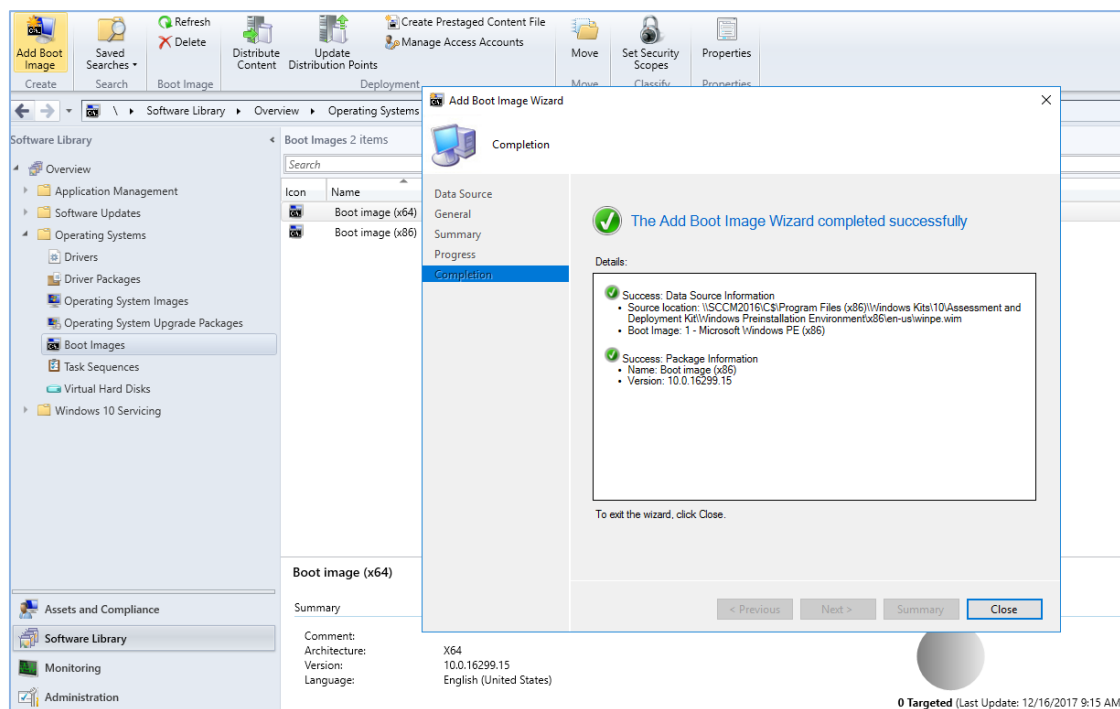 Add Boot Image
Saved Searches
Refresh
Delete
Distribute Content
Update Distribution Points
Create Prestaged Content File
Manage Access Accounts
Move
Set Security Scopes
Properties
Create
Search
Boot Image
Deployment
Move
Classify
Properties
\ Software Library Overview Operating Systems
Software Library
Overview
Application Management
Software Updates
Operating Systems
Drivers
Driver Packages
Operating System Images
Operating System Upgrade Packages
Boot Images
Task Sequences
Virtual Hard Disks
Windows 10 Servicing
Assets and Compliance
Software Library
Monitoring
Administration
Boot Images 2 items
Search
Icon Name
Boot image (x64)
Boot image (x86)
Add Boot Image Wizard
Completion
Data Source
General
Summary
Progress
Completion
The Add Boot Image Wizard completed successfully
Details:
Success: Data Source Information
• Source location: \\SCCM2016\C$\Program Files (x86)\\Windows Kits\10\Assessment and
Deployment Kit\\Windows Preinstallation Environment\x86\en-us\winpe.wim
• Boot Image: 1 - Microsoft Windows PE (x86)
Success: Package Information
• Name: Boot image (x86)
• Version: 10.0.16299.15
To exit the wizard, click Close.
< Previous
Next >
Summary
Close
Boot image (x64)
Summary
Comment:
Architecture: X64
Version: 10.0.16299.15
Language: English (United States)
0 Targeted (Last Update: 12/16/2017 9:15 AM